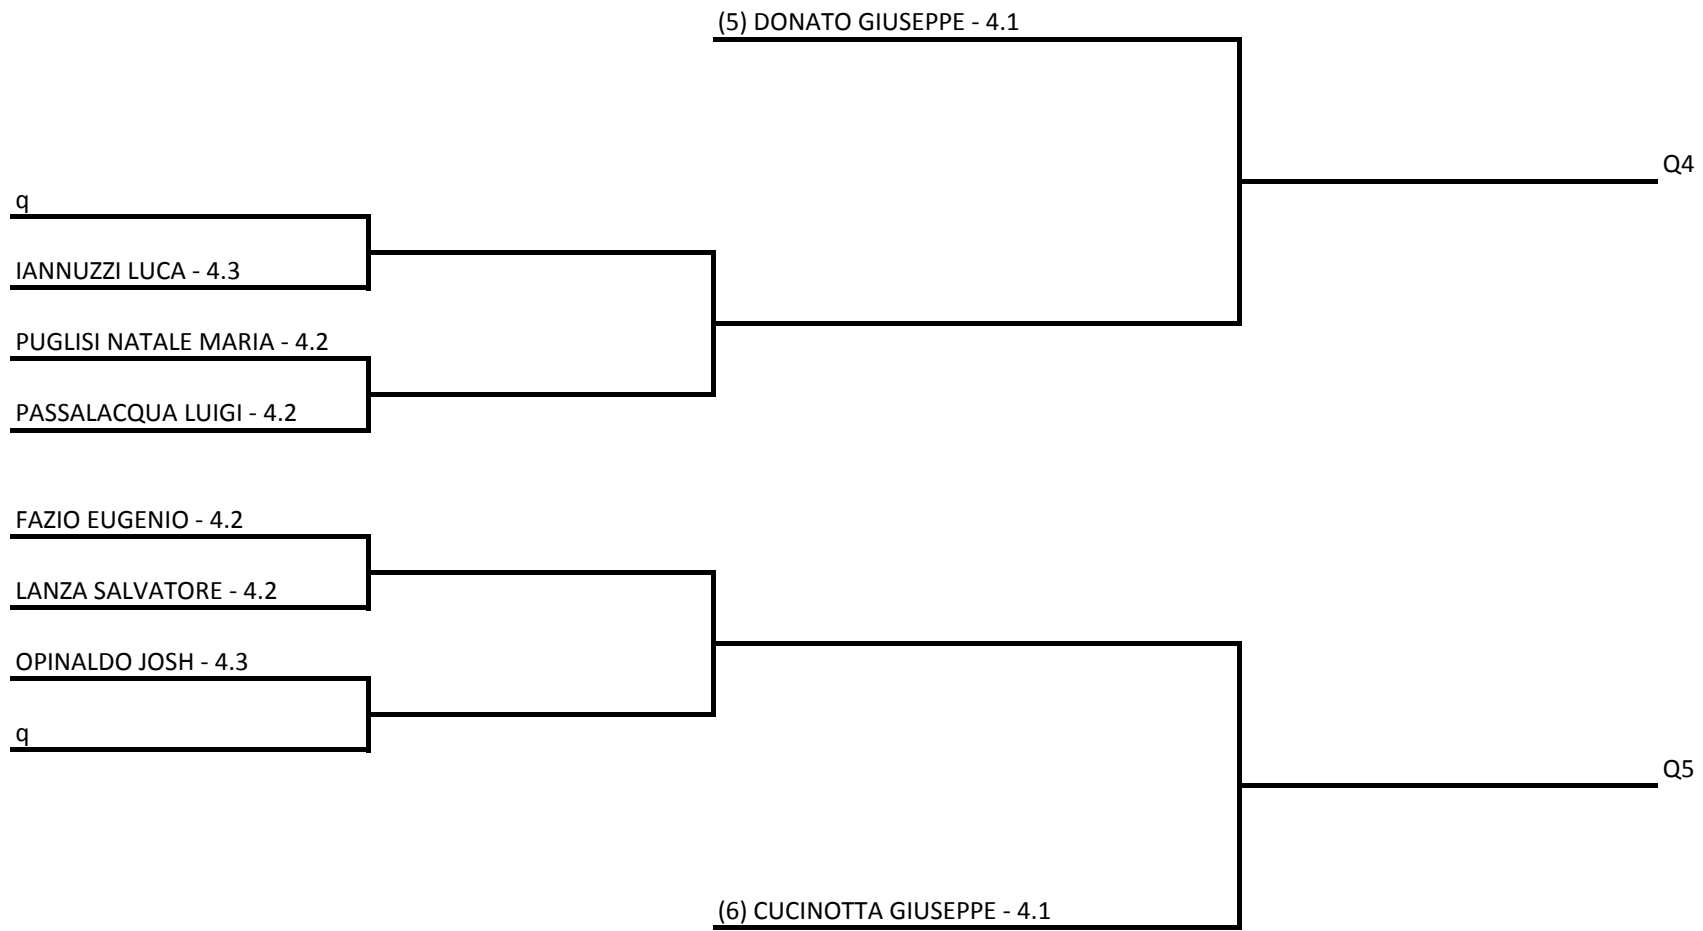 (5) DONATO GIUSEPPE - 4.1
Q4
q
IANNUZZI LUCA - 4.3
PUGLISI NATALE MARIA - 4.2
PASSALACQUA LUIGI - 4.2
FAZIO EUGENIO - 4.2
LANZA SALVATORE - 4.2
OPINALDO JOSH - 4.3
q
Q5
(6) CUCINOTTA GIUSEPPE - 4.1